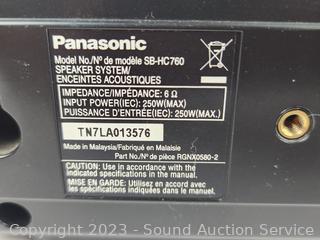 Panasonic
Model No./Nº de modèle SB-HC760
SPEAKER SYSTEM/
ENCEINTES ACOUSTIQUES
IMPEDANCE/IMPÉDANCE: 6 Ω
INPUT POWER(IEC): 250W(MAX)
PUISSANCE D'ENTRÉE(IEC): 250W(MAX)
TN7LA013576
Made in Malaysia/Fabriqué en Malaisie
Part No./Nº de pièce RGNX0580-2
CAUTION: Use in accordance with the
indicated specifications in the manual.
MISE EN GARDE: Utilisez en accord avec les
spécifications indiquées dans le manuel.
Copyright 2023 - Sound Auction Service